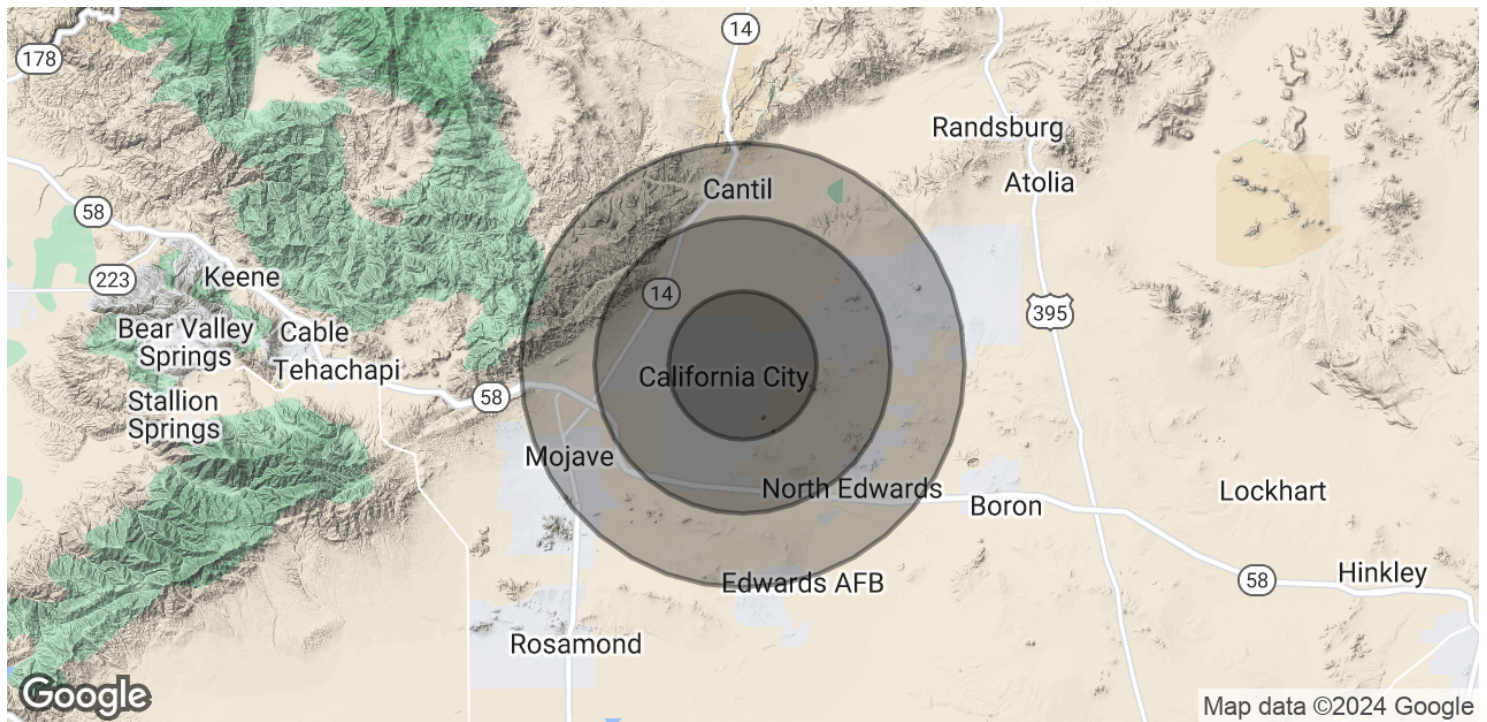 14
178
Randsburg
Atolia
Cantil
58
223
Keene
14
395
Bear Valley
Springs
Cable
Tehachapi
California City
58
Stallion
Springs
Mojave
North Edwards
Boron
Lockhart
Edwards AFB
58
Hinkley
Rosamond
Google
Map data ©2024 Google